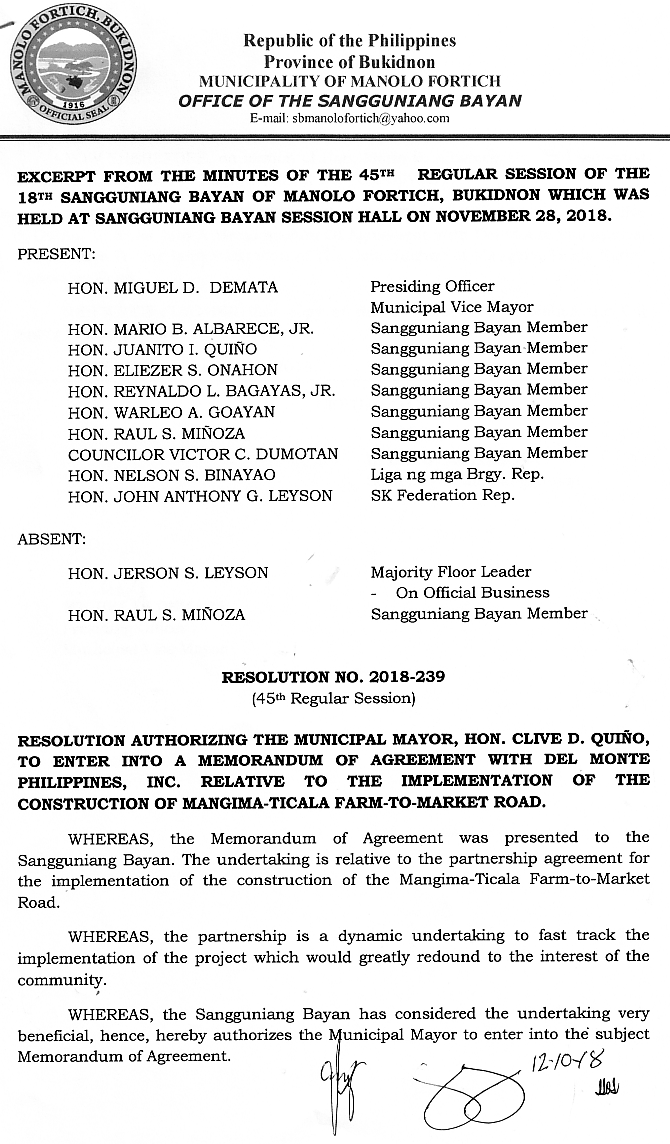 MANOLO FORTICH, BUKIDNON
1916
OFFICIAL SEAL
Republic of the Philippines
Province of Bukidnon
MUNICIPALITY OF MANOLO FORTICH
OFFICE OF THE SANGGUNIANG BAYAN
E-mail: sbmanolofortich@yahoo.com
EXCERPT FROM THE MINUTES OF THE 45TH REGULAR SESSION OF THE
18TH SANGGUNIANG BAYAN OF MANOLO FORTICH, BUKIDNON WHICH WAS
HELD AT SANGGUNIANG BAYAN SESSION HALL ON NOVEMBER 28, 2018.
PRESENT:
HON. MIGUEL D. DEMATA Presiding Officer
Municipal Vice Mayor
HON. MARIO B. ALBARECE, JR. Sangguniang Bayan Member
HON. JUANITO I. QUIÑO Sangguniang Bayan Member
HON. ELIEZER S. ONAHON Sangguniang Bayan Member
HON. REYNALDO L. BAGAYAS, JR. Sangguniang Bayan Member
HON. WARLEO A. GOAYAN Sangguniang Bayan Member
HON. RAUL S. MIÑOZA Sangguniang Bayan Member
COUNCILOR VICTOR C. DUMOTAN Sangguniang Bayan Member
HON. NELSON S. BINAYAO Liga ng mga Brgy. Rep.
HON. JOHN ANTHONY G. LEYSON SK Federation Rep.
ABSENT:
HON. JERSON S. LEYSON Majority Floor Leader
- On Official Business
HON. RAUL S. MIÑOZA Sangguniang Bayan Member
RESOLUTION NO. 2018-239
(45th Regular Session)
RESOLUTION AUTHORIZING THE MUNICIPAL MAYOR, HON. CLIVE D. QUIÑO,
TO ENTER INTO A MEMORANDUM OF AGREEMENT WITH DEL MONTE
PHILIPPINES, INC. RELATIVE TO THE IMPLEMENTATION OF THE
CONSTRUCTION OF MANGIMA-TICALA FARM-TO-MARKET ROAD.
WHEREAS, the Memorandum of Agreement was presented to the
Sangguniang Bayan. The undertaking is relative to the partnership agreement for
the implementation of the construction of the Mangima-Ticala Farm-to-Market
Road.
WHEREAS, the partnership is a dynamic undertaking to fast track the
implementation of the project which would greatly redound to the interest of the
community.
WHEREAS, the Sangguniang Bayan has considered the undertaking very
beneficial, hence, hereby authorizes the Municipal Mayor to enter into the subject
Memorandum of Agreement.
12-10-18